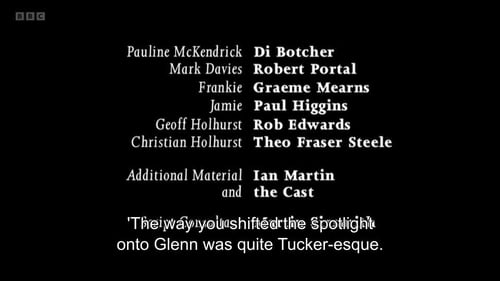 BBC
Pauline McKendrick Di Botcher
Mark Davies Robert Portal
Frankie Graeme Mearns
Jamie Paul Higgins
Geoff Holhurst Rob Edwards
Christian Holhurst Theo Fraser Steele
Additional Material Ian Martin
and the Cast
'The way you shifted the spotlight
onto Glenn was quite Tucker-esque.